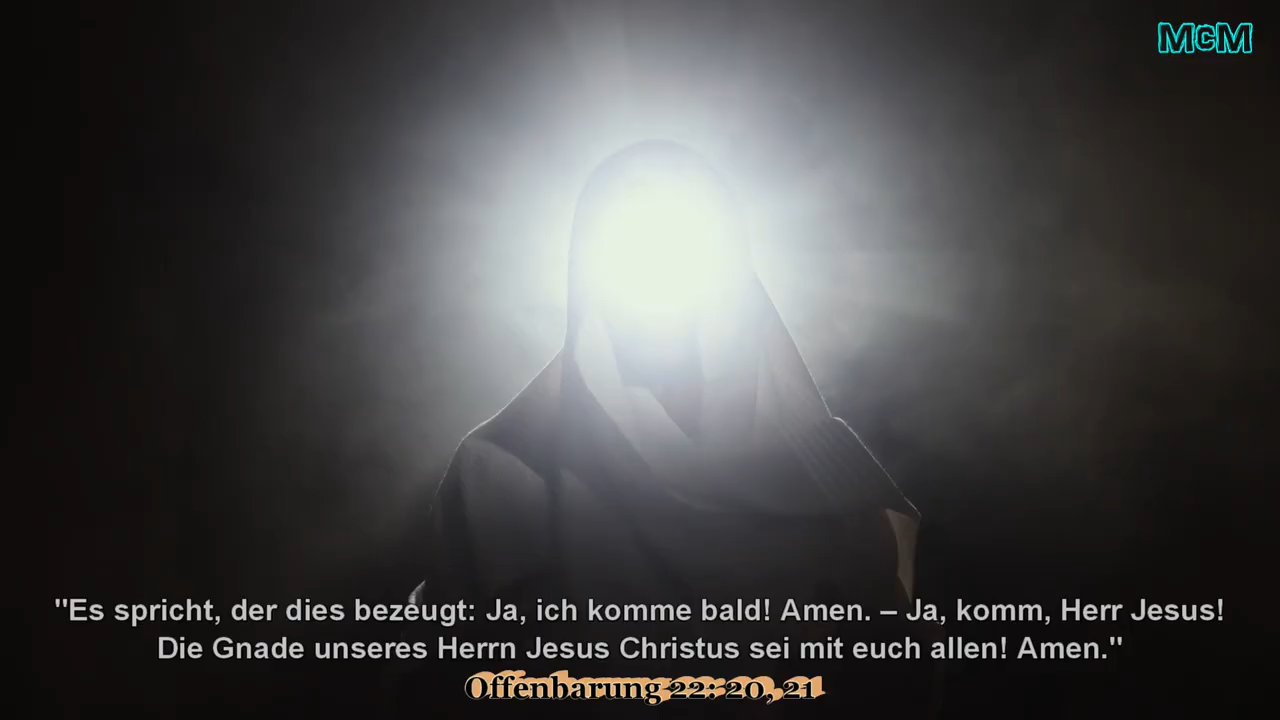 McM
"Es spricht, der dies bezeugt: Ja, ich komme bald! Amen. – Ja, komm, Herr Jesus!
Die Gnade unseres Herrn Jesus Christus sei mit euch allen! Amen."
Offenbarung 22: 20, 21